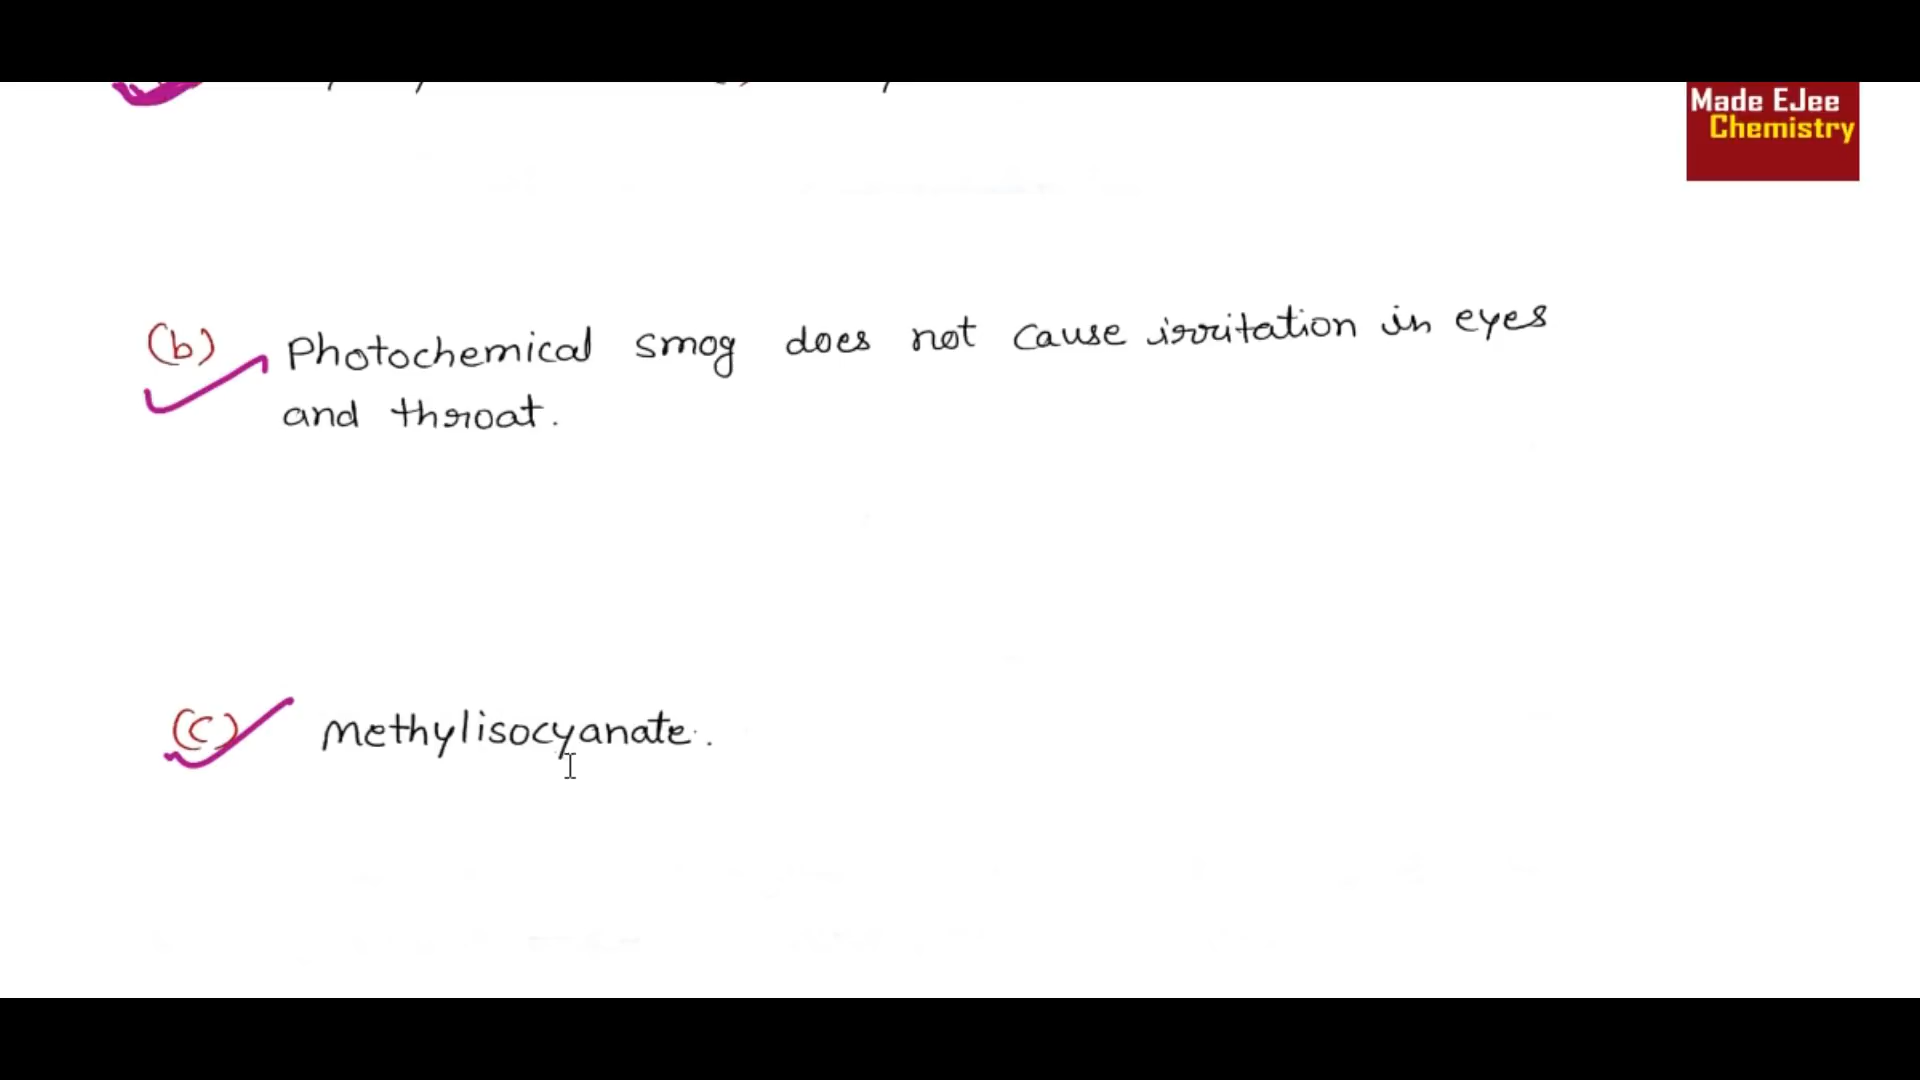 Made EJee
Chemistry
(b) Photochemical smog does not cause irritation in eyes
and throat.
(c) Methylisocyanate.